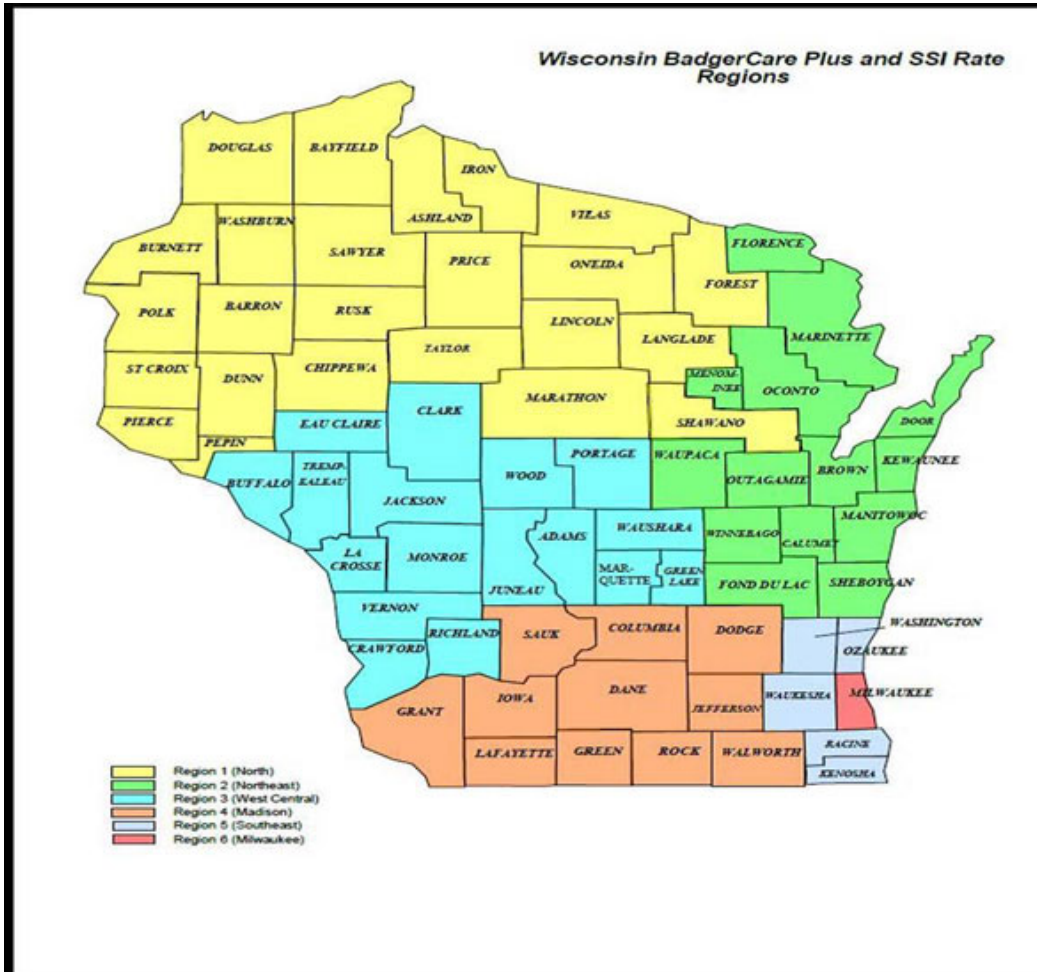 Wisconsin BadgerCare Plus and SSI Rate
Regions
DOUGLAS
BAYFIELD
IRON
ASHLAND
VILAS
WASHBURN
BURNETT
SAWYER
PRICE
ONEIDA
FLORENCE
FOREST
POLK
BARRON
RUSK
LINCOLN
MARINETTE
LANGLADE
TAYLOR
ST CROIX
DUNN
CHIPPEWA
MENOM-
INEE
OCONTO
MARATHON
CLARK
PIERCE
EAU CLAIRE
SHAWANO
DOOR
PEPIN
PORTAGE
WAUPACA
KEWAUNEE
BROWN
OUTAGAMIE
WOOD
BUFFALO
TREMP-
EALEAU
JACKSON
MANITOWOC
WAUSHARA
ADAMS
WINNEBAGO
CALUMET
LA
CROSSE
MONROE
MAR-
QUETTE
GREEN
LAKE
JUNEAU
FOND DU LAC
SHEBOYGAN
VERNON
WASHINGTON
RICHLAND
SAUK
COLUMBIA
DODGE
CRAWFORD
OZAUKEE
DANE
IOWA
WAUKESHA
MILWAUKEE
GRANT
JEFFERSON
LAFAYETTE
GREEN
ROCK
WALWORTH
RACINE
KENOSHA
Region 1 (North)
Region 2 (Northeast)
Region 3 (West Central)
Region 4 (Madison)
Region 5 (Southeast)
Region 6 (Milwaukee)